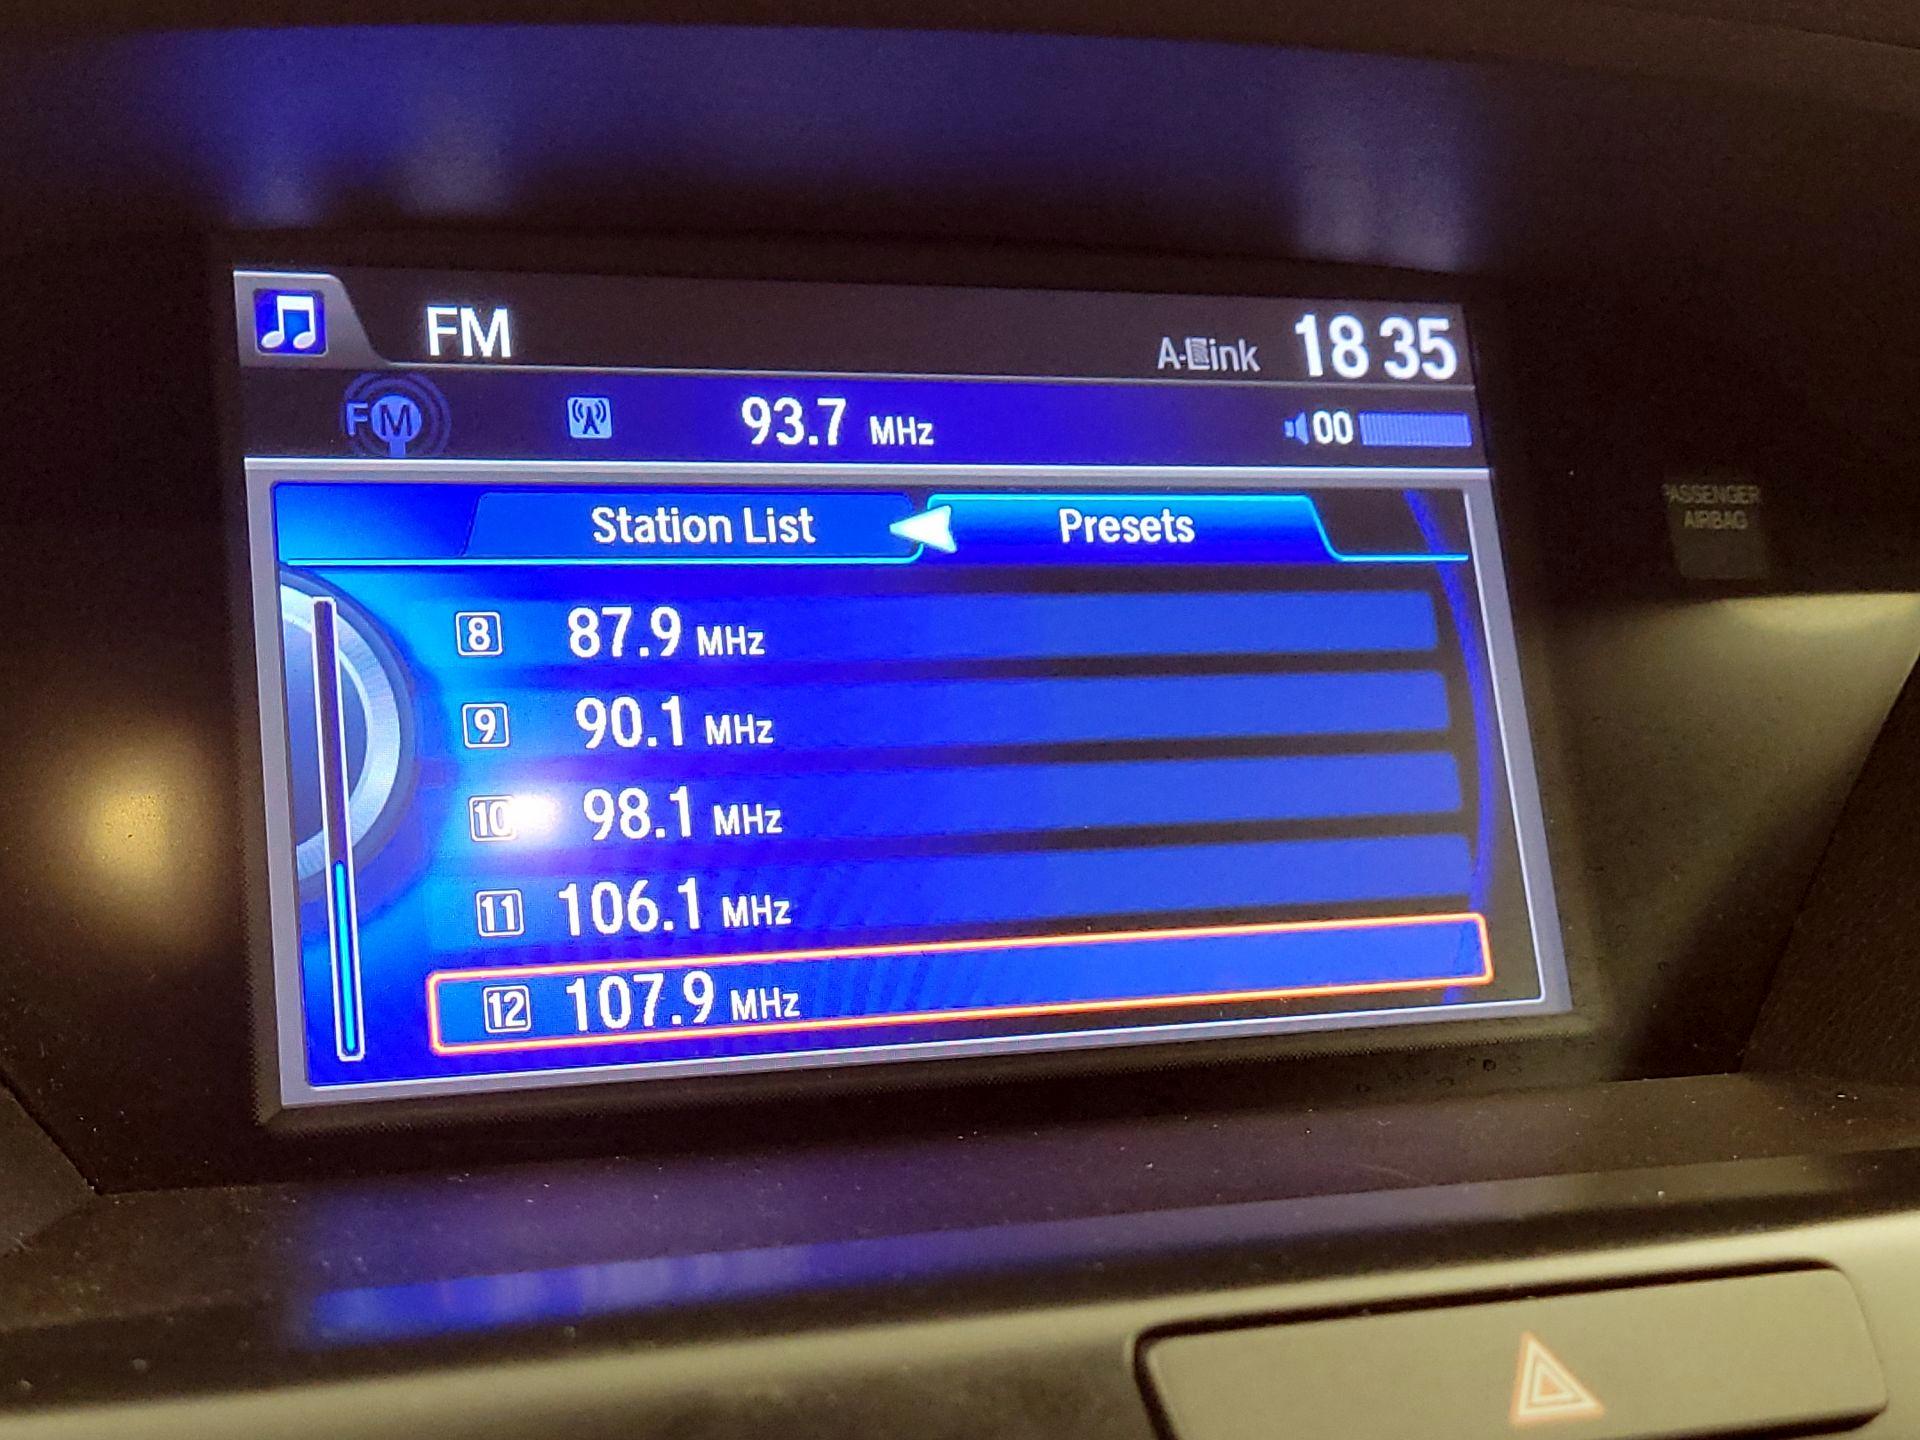 FM
A-Link 18 35
FM 93.7 MHz 00
Station List Presets
8 87.9 MHz
9 90.1 MHz
10 98.1 MHz
11 106.1 MHz
12 107.9 MHz
PASSENGER
AIRBAG